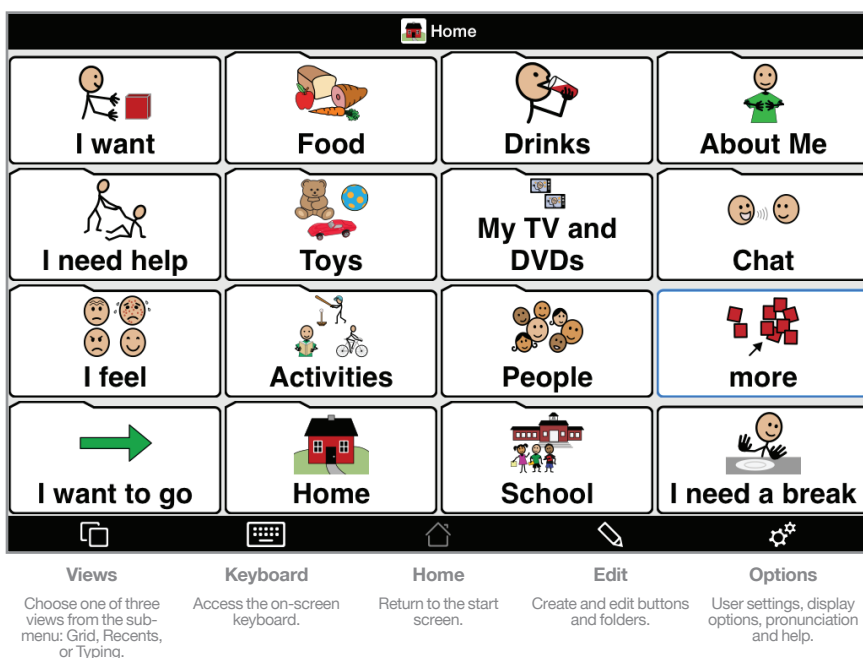 Home
I want
Food
Drinks
About Me
I need help
Toys
My TV and
DVDs
Chat
I feel
Activities
People
more
I want to go
Home
School
I need a break
Views
Choose one of three
views from the sub-
menu: Grid, Recents,
or Typing.
Keyboard
Access the on-screen
keyboard.
Home
Return to the start
screen.
Edit
Create and edit buttons
and folders.
Options
User settings, display
options, pronunciation
and help.